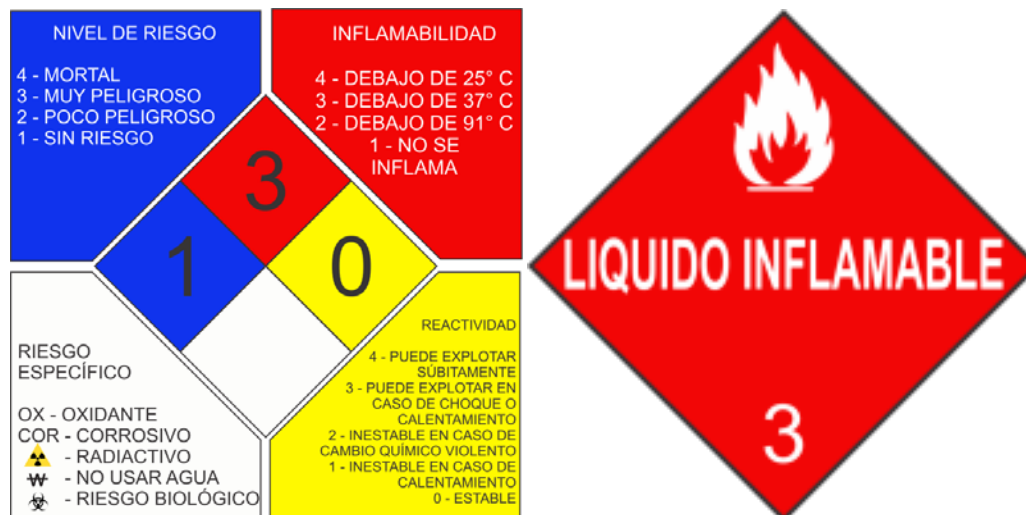 NIVEL DE RIESGO
4 - MORTAL
3 - MUY PELIGROSO
2 - POCO PELIGROSO
1 - SIN RIESGO
INFLAMABILIDAD
4 - DEBAJO DE 25° C
3 - DEBAJO DE 37° C
2 - DEBAJO DE 91° C
1 - NO SE
INFLAMA
3
1
0
RIESGO
ESPECÍFICO
OX - OXIDANTE
COR - CORROSIVO
- RADIACTIVO
W - NO USAR AGUA
- RIESGO BIOLÓGICO
REACTIVIDAD
4 - PUEDE EXPLOTAR
SÚBITAMENTE
3 - PUEDE EXPLOTAR EN
CASO DE CHOQUE O
CALENTAMIENTO
2 - INESTABLE EN CASO DE
CAMBIO QUÍMICO VIOLENTO
1 - INESTABLE EN CASO DE
CALENTAMIENTO
0 - ESTABLE
LIQUIDO INFLAMABLE
3